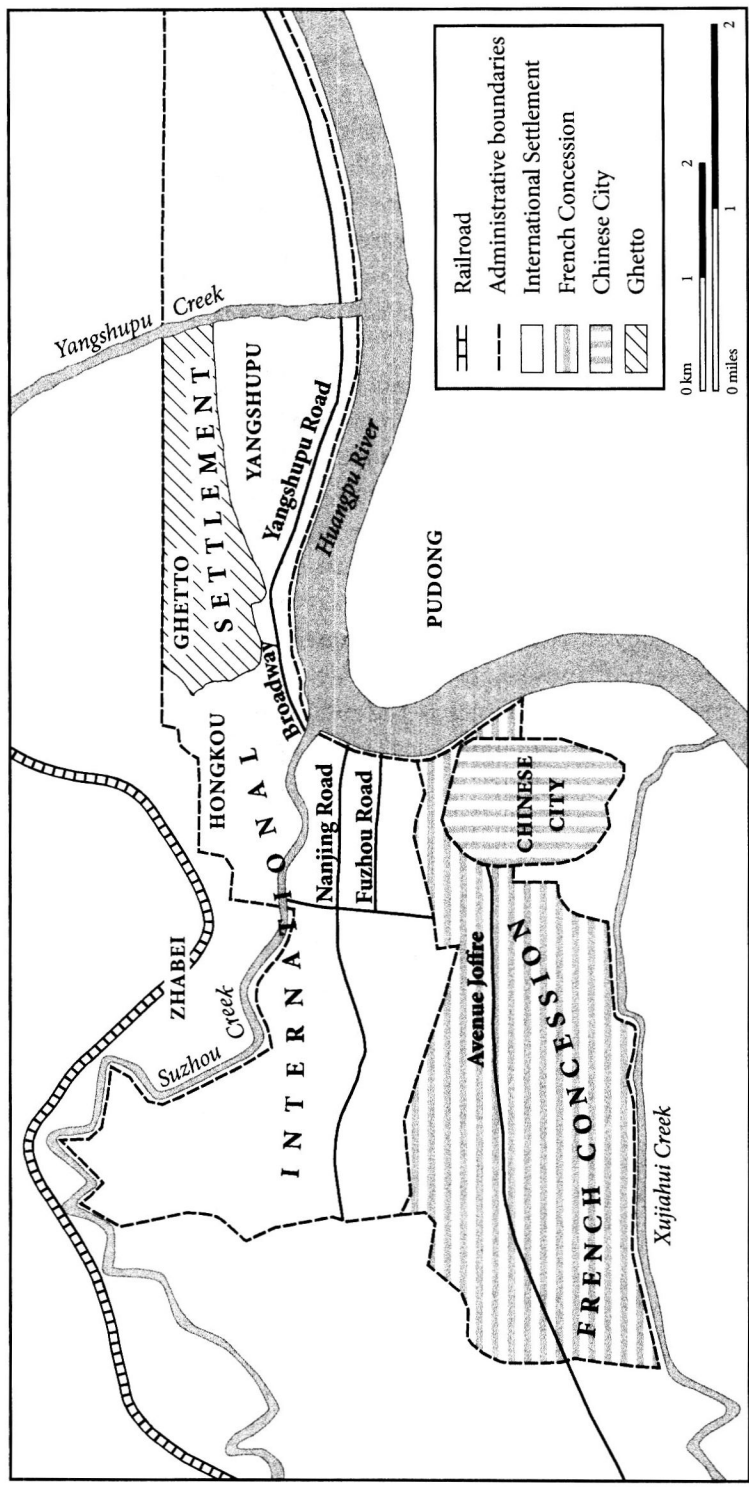 Yangshupu Creek
GHETTO
SETTLEMENT
YANGSHUPU
Yangshupu Road
Huangpu River
HONGKOU
Broadway
PUDONG
ZHABEI
Suzhou Creek
INTERNATIONAL
Nanjing Road
Fuzhou Road
CHINESE
CITY
Avenue Joffre
FRENCH CONCESSION
Xujiahui Creek
Railroad
Administrative boundaries
International Settlement
French Concession
Chinese City
Ghetto
0 km 1 2
0 miles 1 2